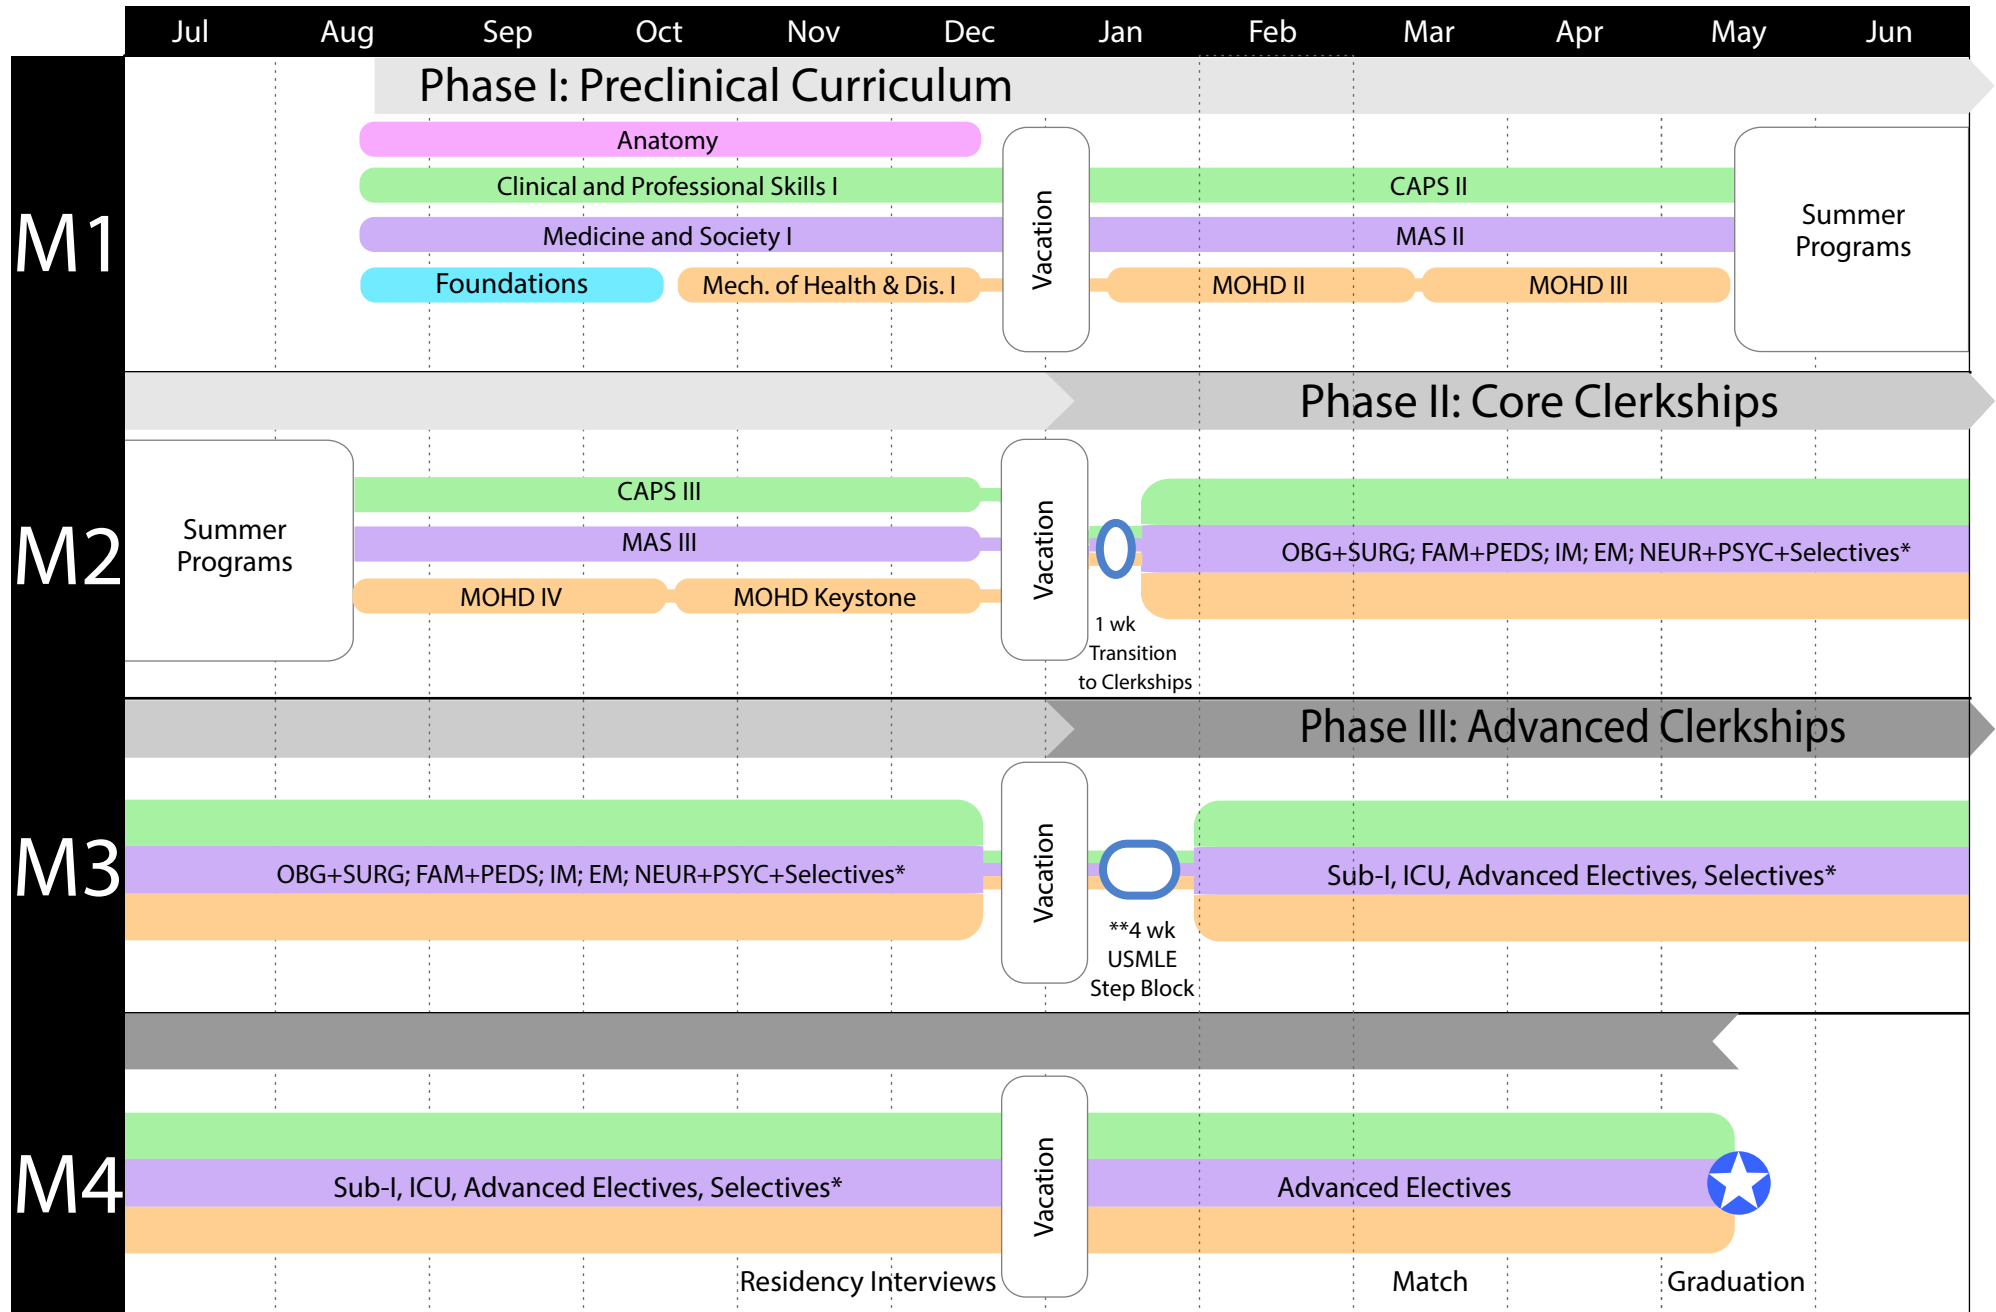 Jul Aug Sep Oct Nov Dec Jan Feb Mar Apr May Jun
M1
Phase I: Preclinical Curriculum
Anatomy
Clinical and Professional Skills I
CAPS II
Medicine and Society I
MAS II
Foundations
Mech. of Health & Dis. I
MOHD II
MOHD III
Vacation
Summer
Programs
M2
Phase II: Core Clerkships
Summer
Programs
CAPS III
MAS III
MOHD IV
MOHD Keystone
Vacation
1 wk
Transition
to Clerkships
OBG+SURG; FAM+PEDS; IM; EM; NEUR+PSYC+Selectives*
M3
Phase III: Advanced Clerkships
OBG+SURG; FAM+PEDS; IM; EM; NEUR+PSYC+Selectives*
Vacation
**4 wk
USMLE
Step Block
Sub-I, ICU, Advanced Electives, Selectives*
M4
Sub-I, ICU, Advanced Electives, Selectives*
Vacation
Advanced Electives
Residency Interviews
Match
Graduation